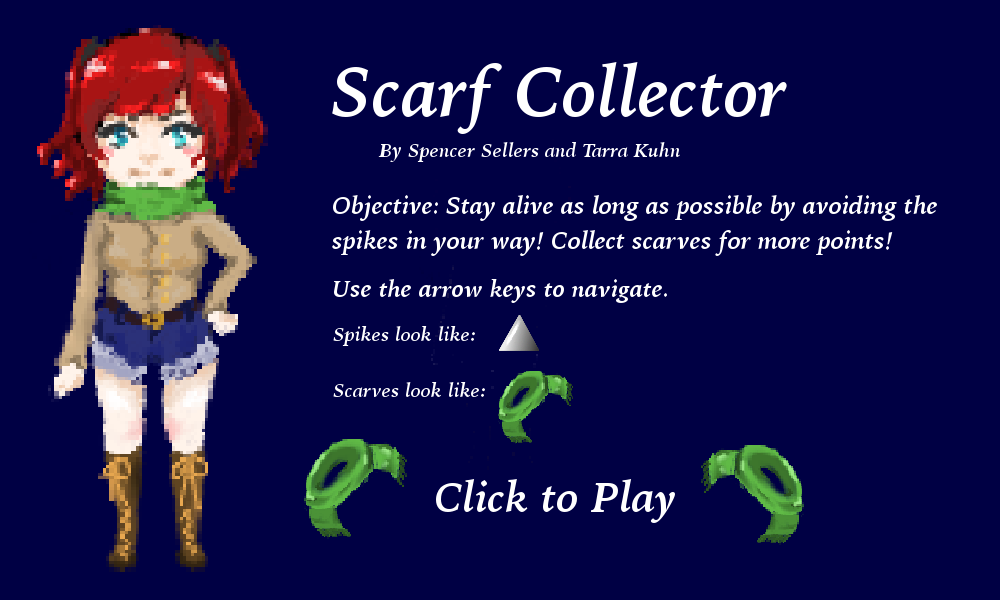 Scarf Collector
By Spencer Sellers and Tarra Kuhn
Objective: Stay alive as long as possible by avoiding the
spikes in your way! Collect scarves for more points!
Use the arrow keys to navigate.
Spikes look like:
Scarves look like:
Click to Play